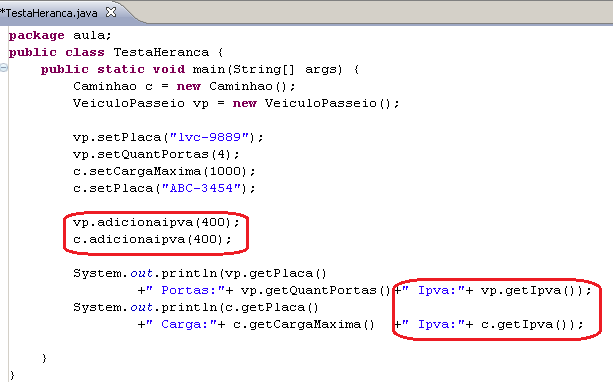 *TestaHeranca.java
package aula;
public class TestaHeranca {
public static void main(String[] args) {
Caminhao c = new Caminhao();
VeiculoPasseio vp = new VeiculoPasseio();
vp.setPlaca("lvc-9889");
vp.setQuantPortas(4);
c.setCargaMaxima(1000);
c.setPlaca("ABC-3454");
vp.adicionaipva(400);
c.adicionaipva(400);
System.out.println(vp.getPlaca()
+" Portas:"+ vp.getQuantPortas()+" Ipva:"+ vp.getIpva());
System.out.println(c.getPlaca()
+" Carga:"+ c.getCargaMaxima()  +" Ipva:"+ c.getIpva());
}
}